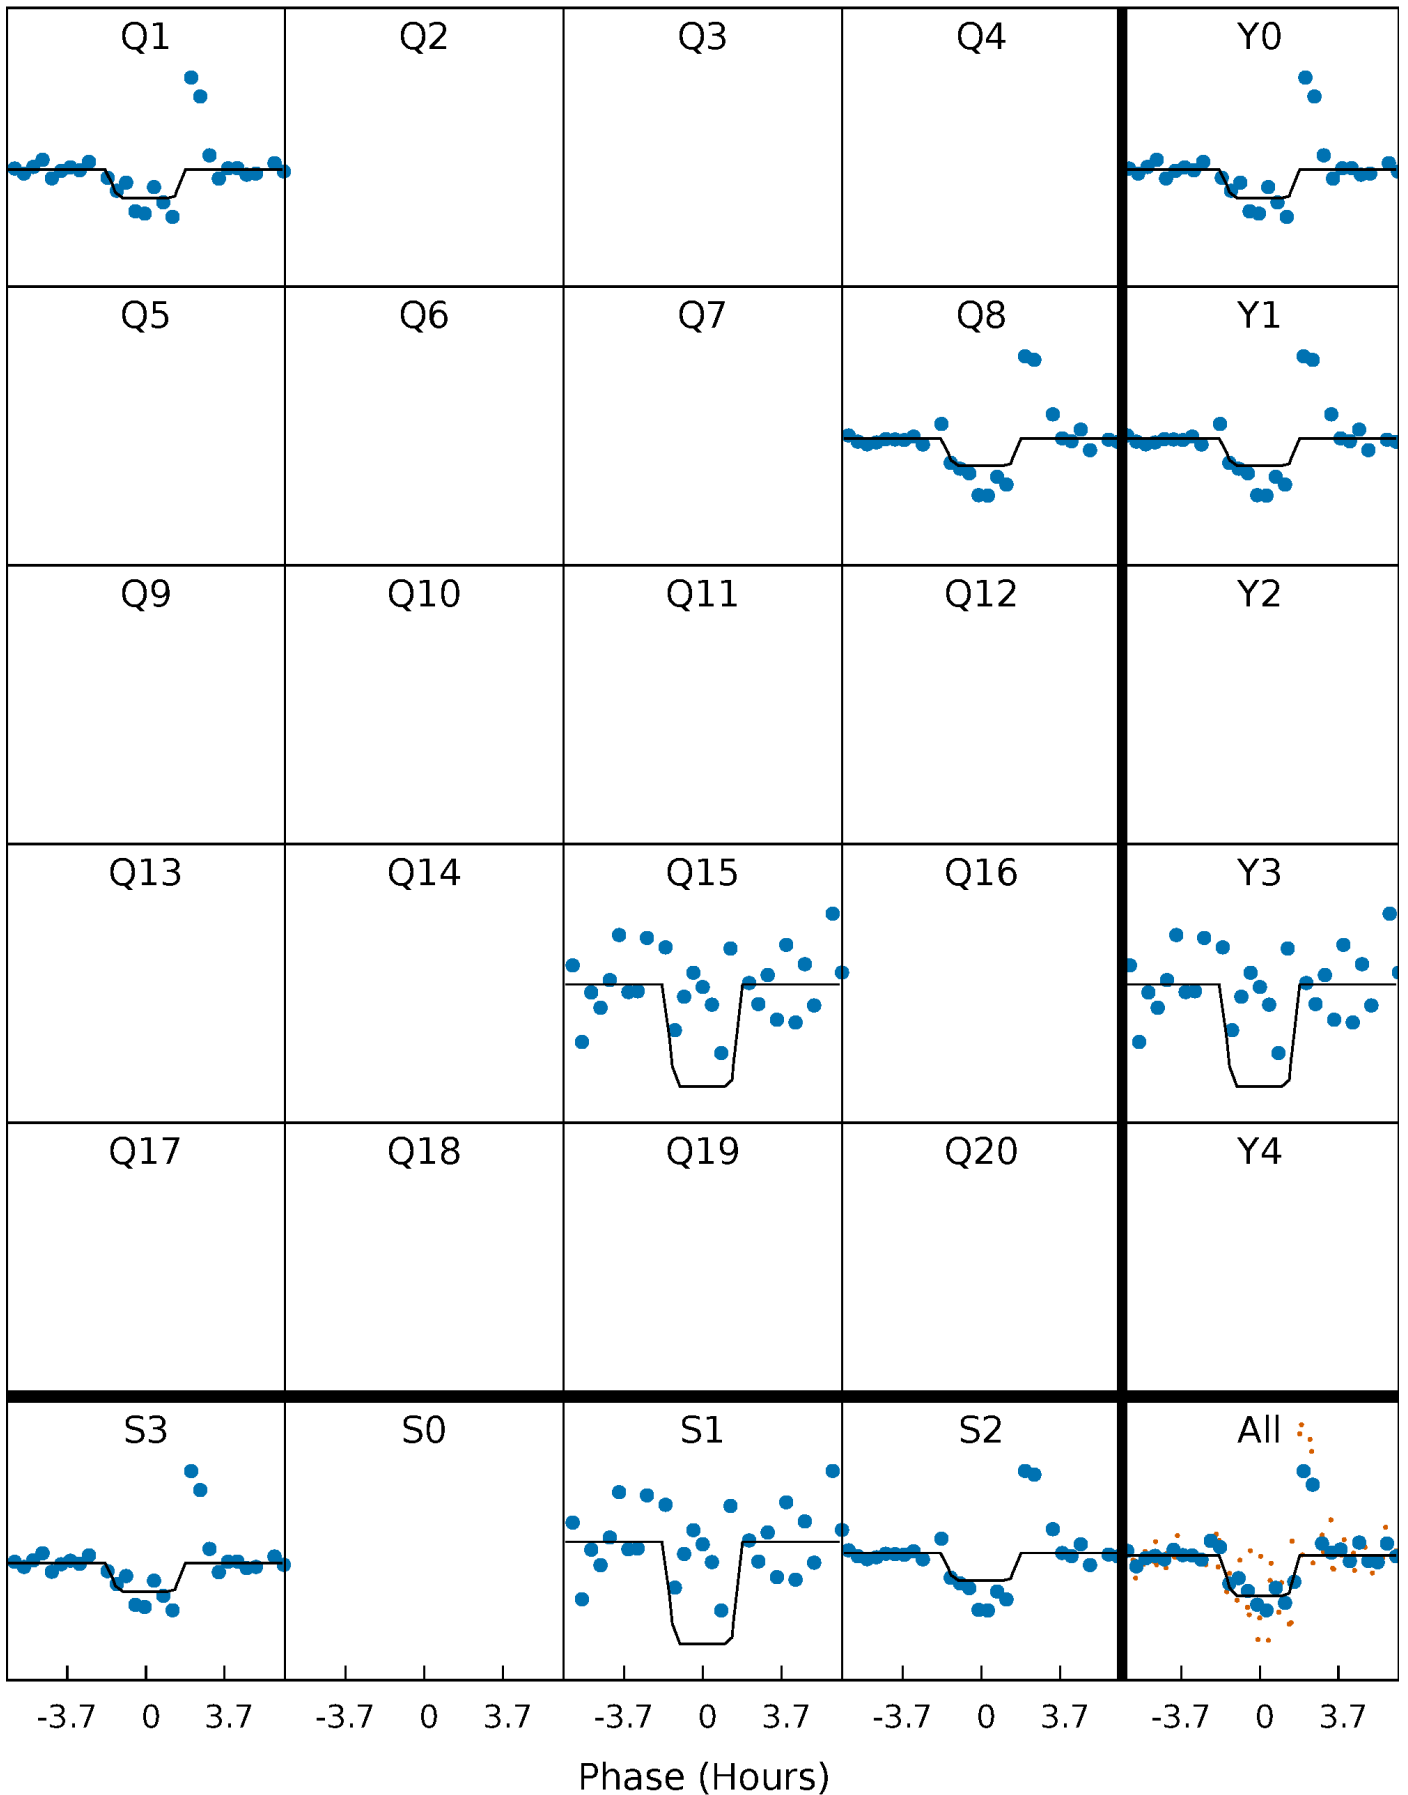 Q1 Q2 Q3 Q4 Y0
Q5 Q6 Q7 Q8 Y1
Q9 Q10 Q11 Q12 Y2
Q13 Q14 Q15 Q16 Y3
Q17 Q18 Q19 Q20 Y4
S3 S0 S1 S2 All
-3.7 0 3.7 -3.7 0 3.7 -3.7 0 3.7 -3.7 0 3.7 -3.7 0 3.7
Phase (Hours)